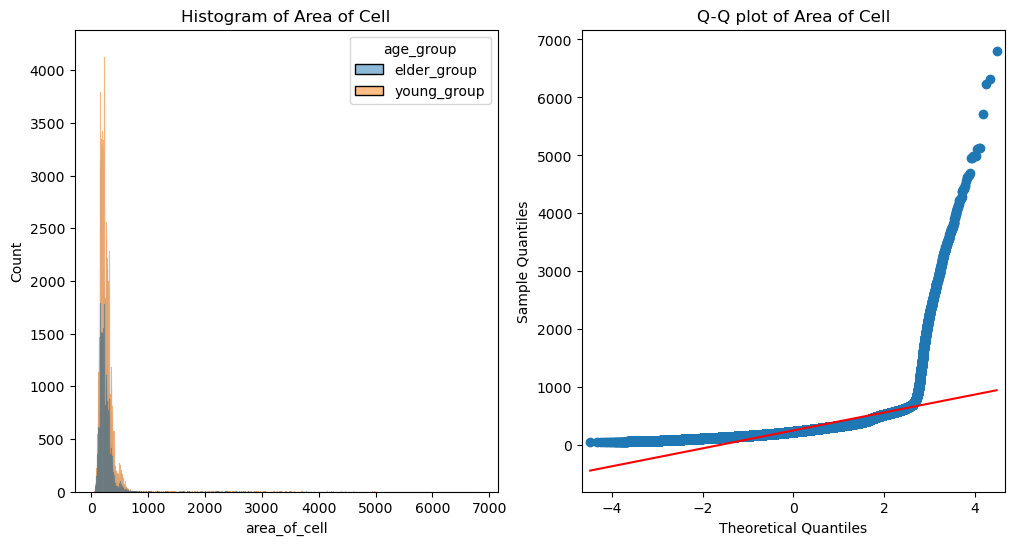 Histogram of Area of Cell
age_group
elder_group
young_group
Count
4000
3500
3000
2500
2000
1500
1000
500
0
0 1000 2000 3000 4000 5000 6000 7000
area_of_cell
Q-Q plot of Area of Cell
Sample Quantiles
7000
6000
5000
4000
3000
2000
1000
0
−4 −2 0 2 4
Theoretical Quantiles